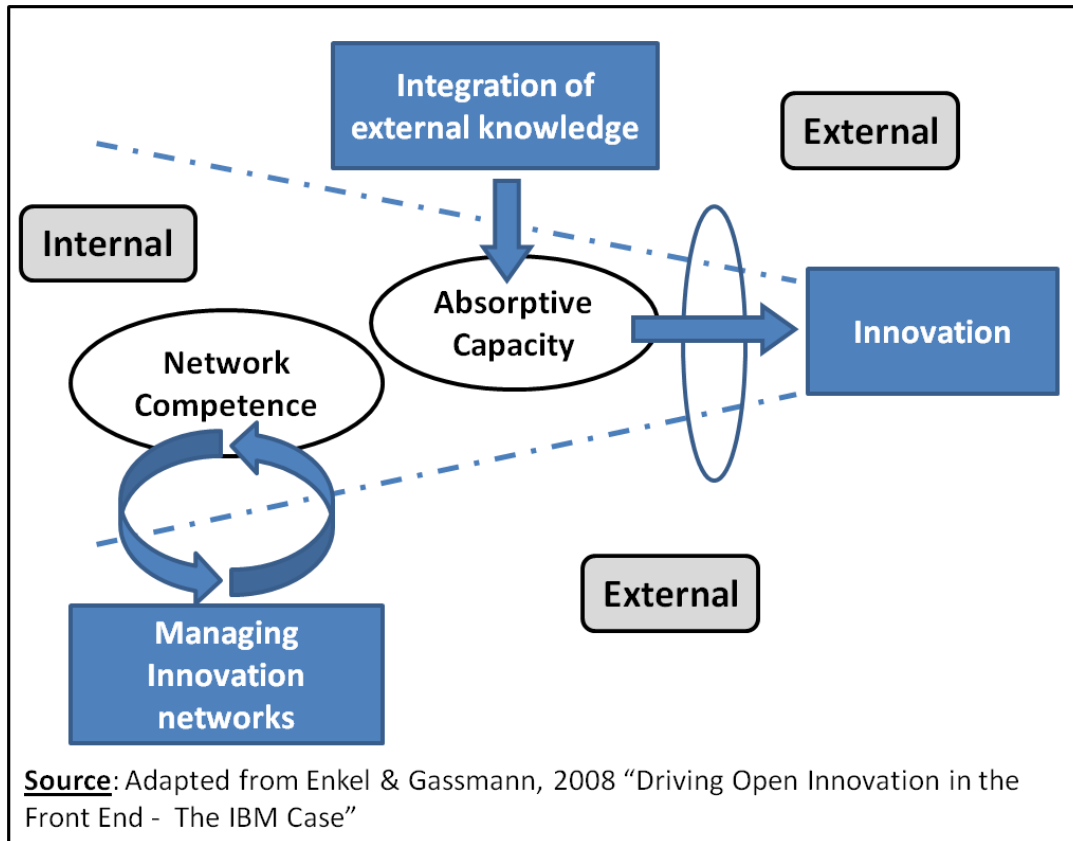 Integration of
external knowledge
External
Internal
Absorptive
Capacity
Innovation
Network
Competence
External
Managing
Innovation
networks
Source: Adapted from Enkel & Gassmann, 2008 “Driving Open Innovation in the
Front End -  The IBM Case”